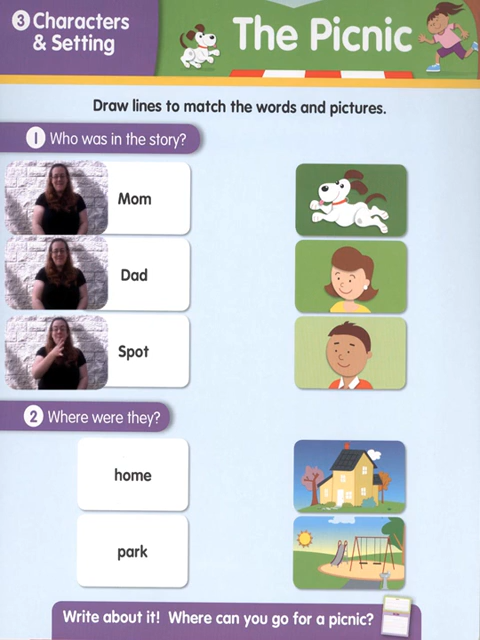 3 Characters
& Setting
The Picnic
Draw lines to match the words and pictures.
1 Who was in the story?
Mom
Dad
Spot
2 Where were they?
home
park
Write about it! Where can you go for a picnic?